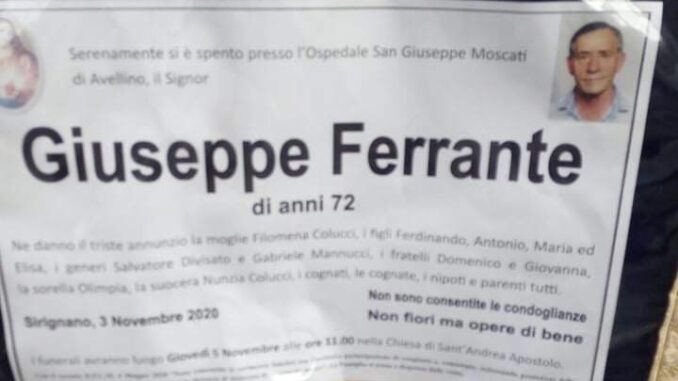 Serenamente si è spento presso l'Ospedale San Giuseppe Moscati
di Avellino, il Signor
Giuseppe Ferrante
di anni 72
Ne danno il triste annunzio la moglie Filomena Colucci, i figli Ferdinando, Antonio, Maria ed
Elisa, i generi Salvatore Divisato e Gabriele Mannucci, i fratelli Domenico e Giovanna,
la sorella Olimpia, la suocera Nunzia Colucci, i cognati, le cognate, i nipoti e parenti tutti.
Non sono consentite le condoglianze
Sirignano, 3 Novembre 2020
Non fiori ma opere di bene
I funerali avranno luogo Giovedì 5 Novembre alle ore 11.00 nella Chiesa di Sant'Andrea Apostolo.